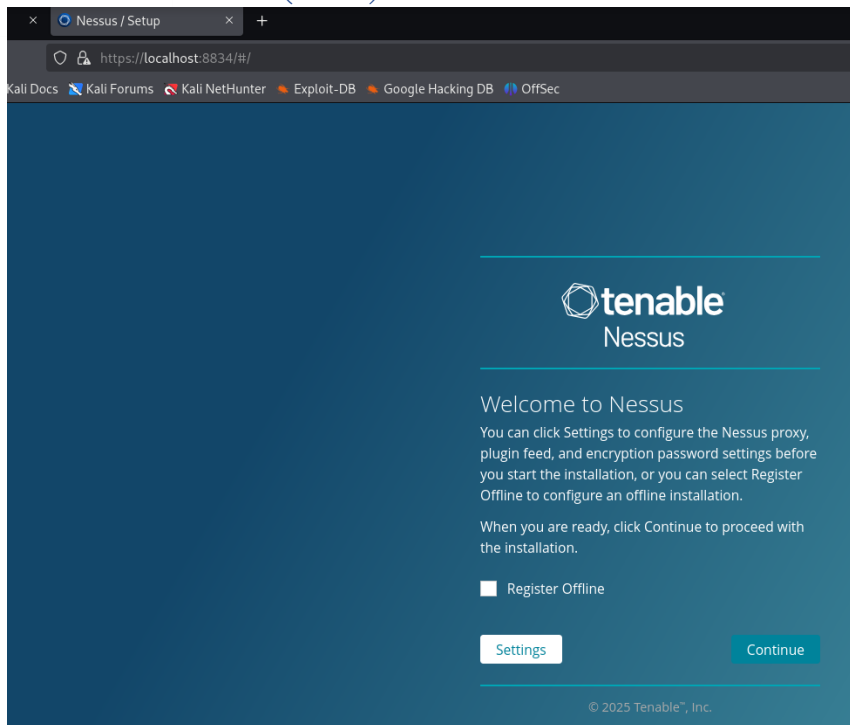 Nessus / Setup
https://localhost:8834/#/
Kali Docs Kali Forums Kali NetHunter Exploit-DB Google Hacking DB OffSec
tenable
Nessus
Welcome to Nessus
You can click Settings to configure the Nessus proxy,
plugin feed, and encryption password settings before
you start the installation, or you can select Register
Offline to configure an offline installation.
When you are ready, click Continue to proceed with
the installation.
Register Offline
Settings Continue
© 2025 Tenable™, Inc.